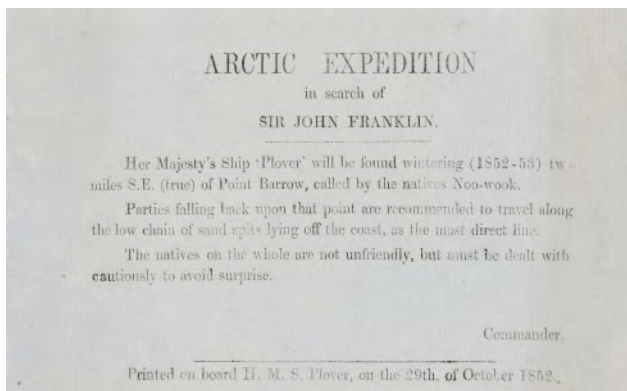 ARCTIC EXPEDITION
in search of
SIR JOHN FRANKLIN.
Her Majesty's Ship 'Plover' will be found wintering (1852-53) two
miles S.E. (true) of Point Barrow, called by the natives Noo-wook.
Parties falling back upon that point are recommended to travel along
the low chain of sand spits lying off the coast, as the most direct line.
The natives on the whole are not unfriendly, but must be dealt with
cautiously to avoid surprise.
Commander.
Printed on board H. M. S. Plover, on the 29th. of October 1852.